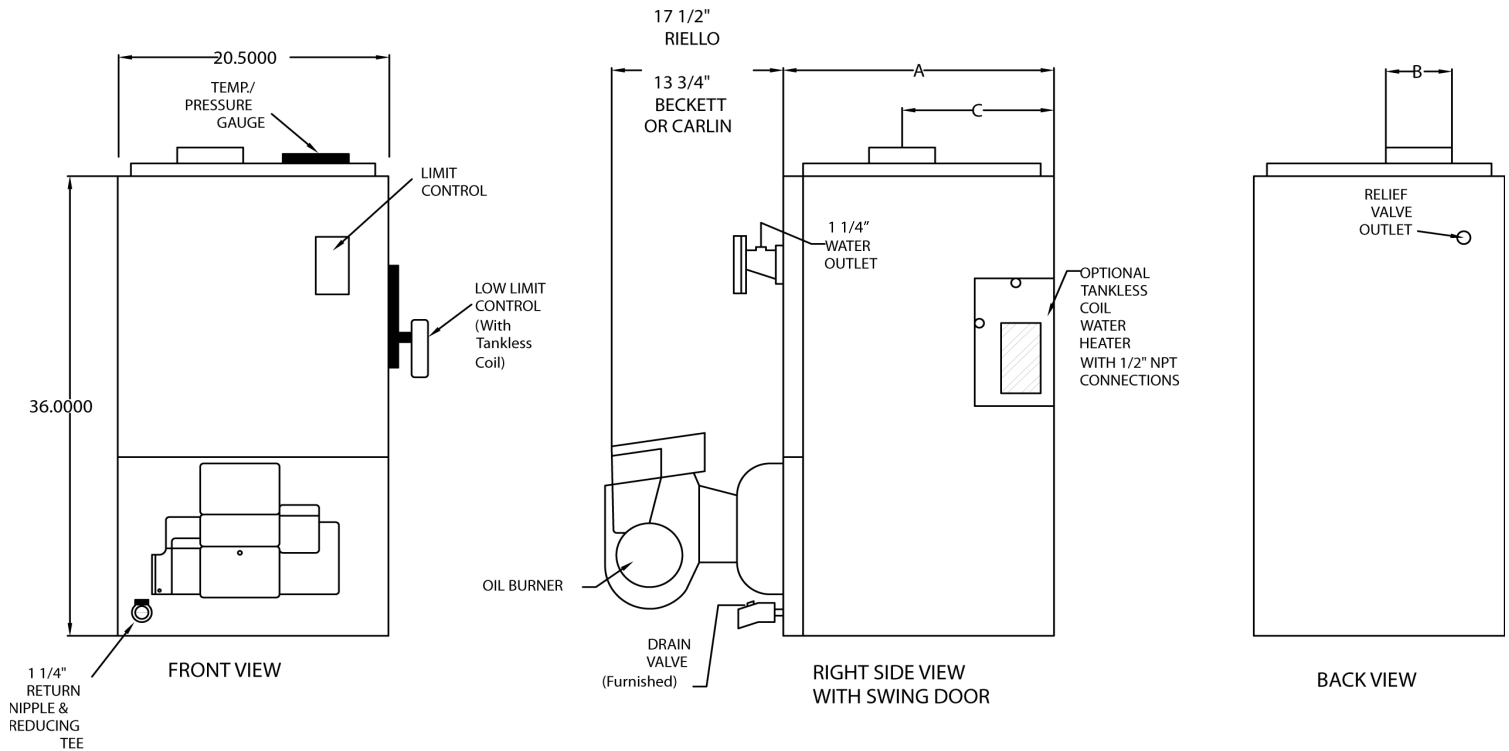 20.5000
TEMP./
PRESSURE
GAUGE
LIMIT
CONTROL
LOW LIMIT
CONTROL
(With
Tankless
Coil)
36.0000
1 1/4"
RETURN
NIPPLE &
REDUCING
TEE
FRONT VIEW
17 1/2"
RIELLO
13 3/4"
BECKETT
OR CARLIN
A
C
1 1/4”
WATER
OUTLET
OPTIONAL
TANKLESS
COIL
WATER
HEATER
WITH 1/2" NPT
CONNECTIONS
OIL BURNER
DRAIN
VALVE
(Furnished)
RIGHT SIDE VIEW
WITH SWING DOOR
B
RELIEF
VALVE
OUTLET
BACK VIEW